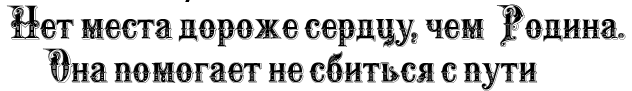 Нет места дороже сердцу, чем Родина.
Она помогает не сбиться с пути